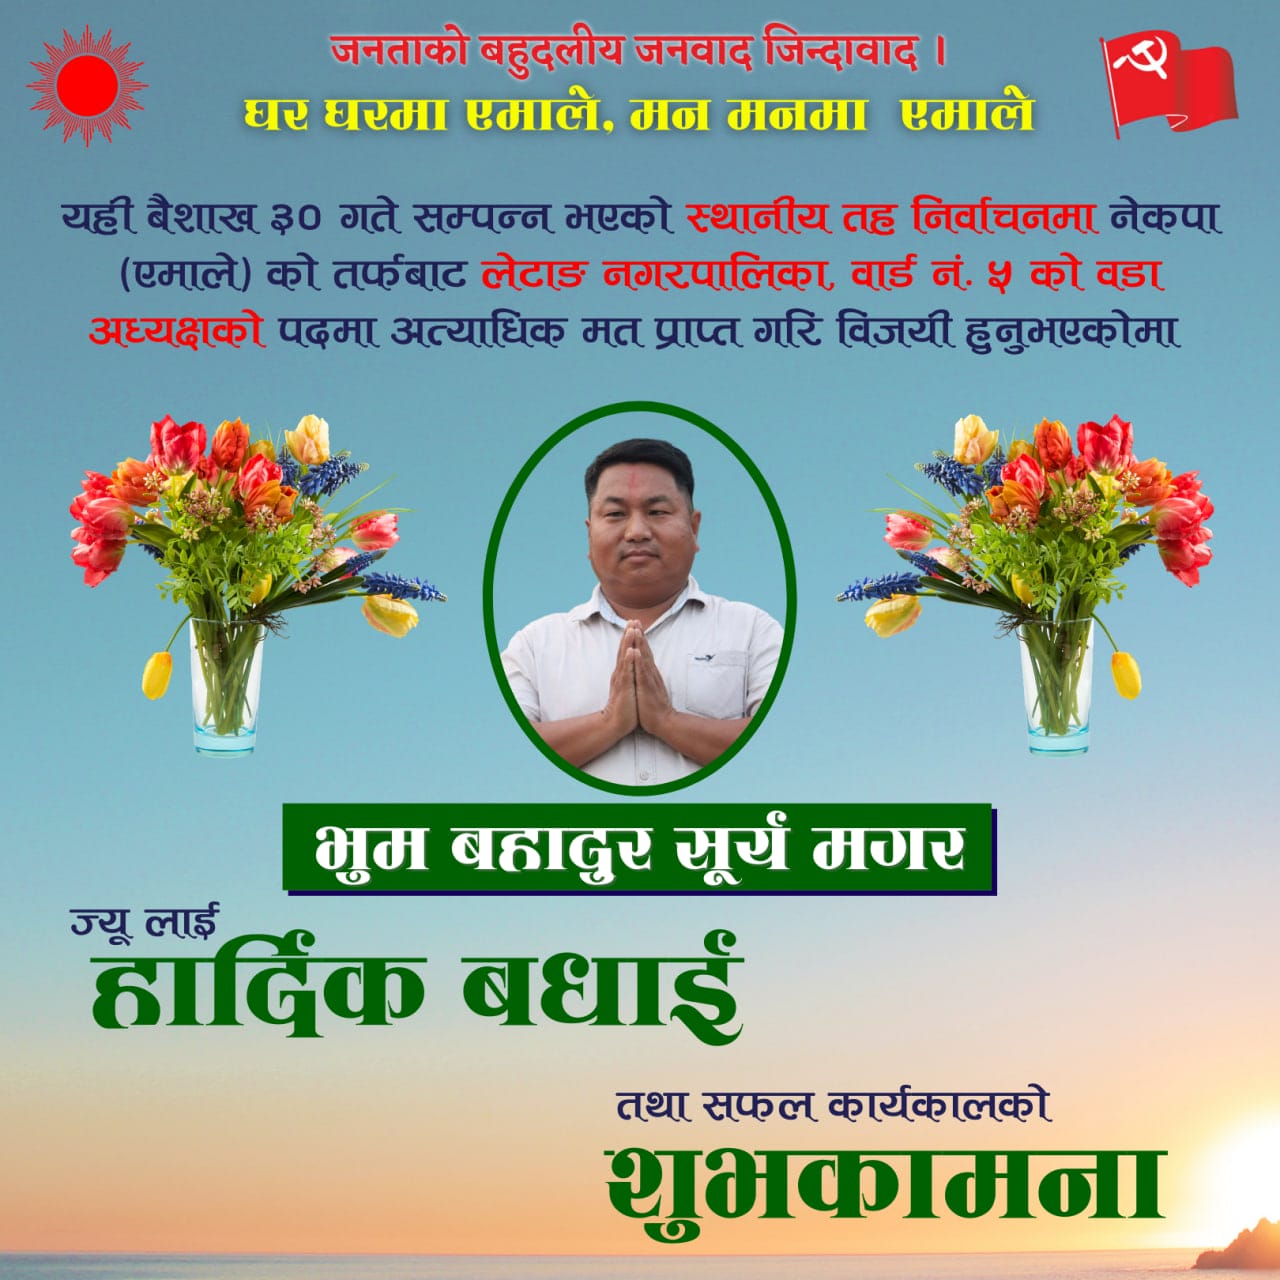 जनताको बहुदलीय जनवाद जिन्दावाद ।
घर घरमा एमाले, मन मनमा एमाले
यही बैशाख ३० गते सम्पन्न भएको स्थानीय तह निर्वाचनमा नेकपा
(एमाले) को तर्फबाट लेटाङ नगरपालिका, वार्ड नं. ५ को वडा
अध्यक्षको पदमा अत्याधिक मत प्राप्त गरि विजयी हुनुभएकोमा
भुम बहादुर सूर्य मगर
ज्यू लाई
हार्दिक बधाई
तथा सफल कार्यकालको
शुभकामना